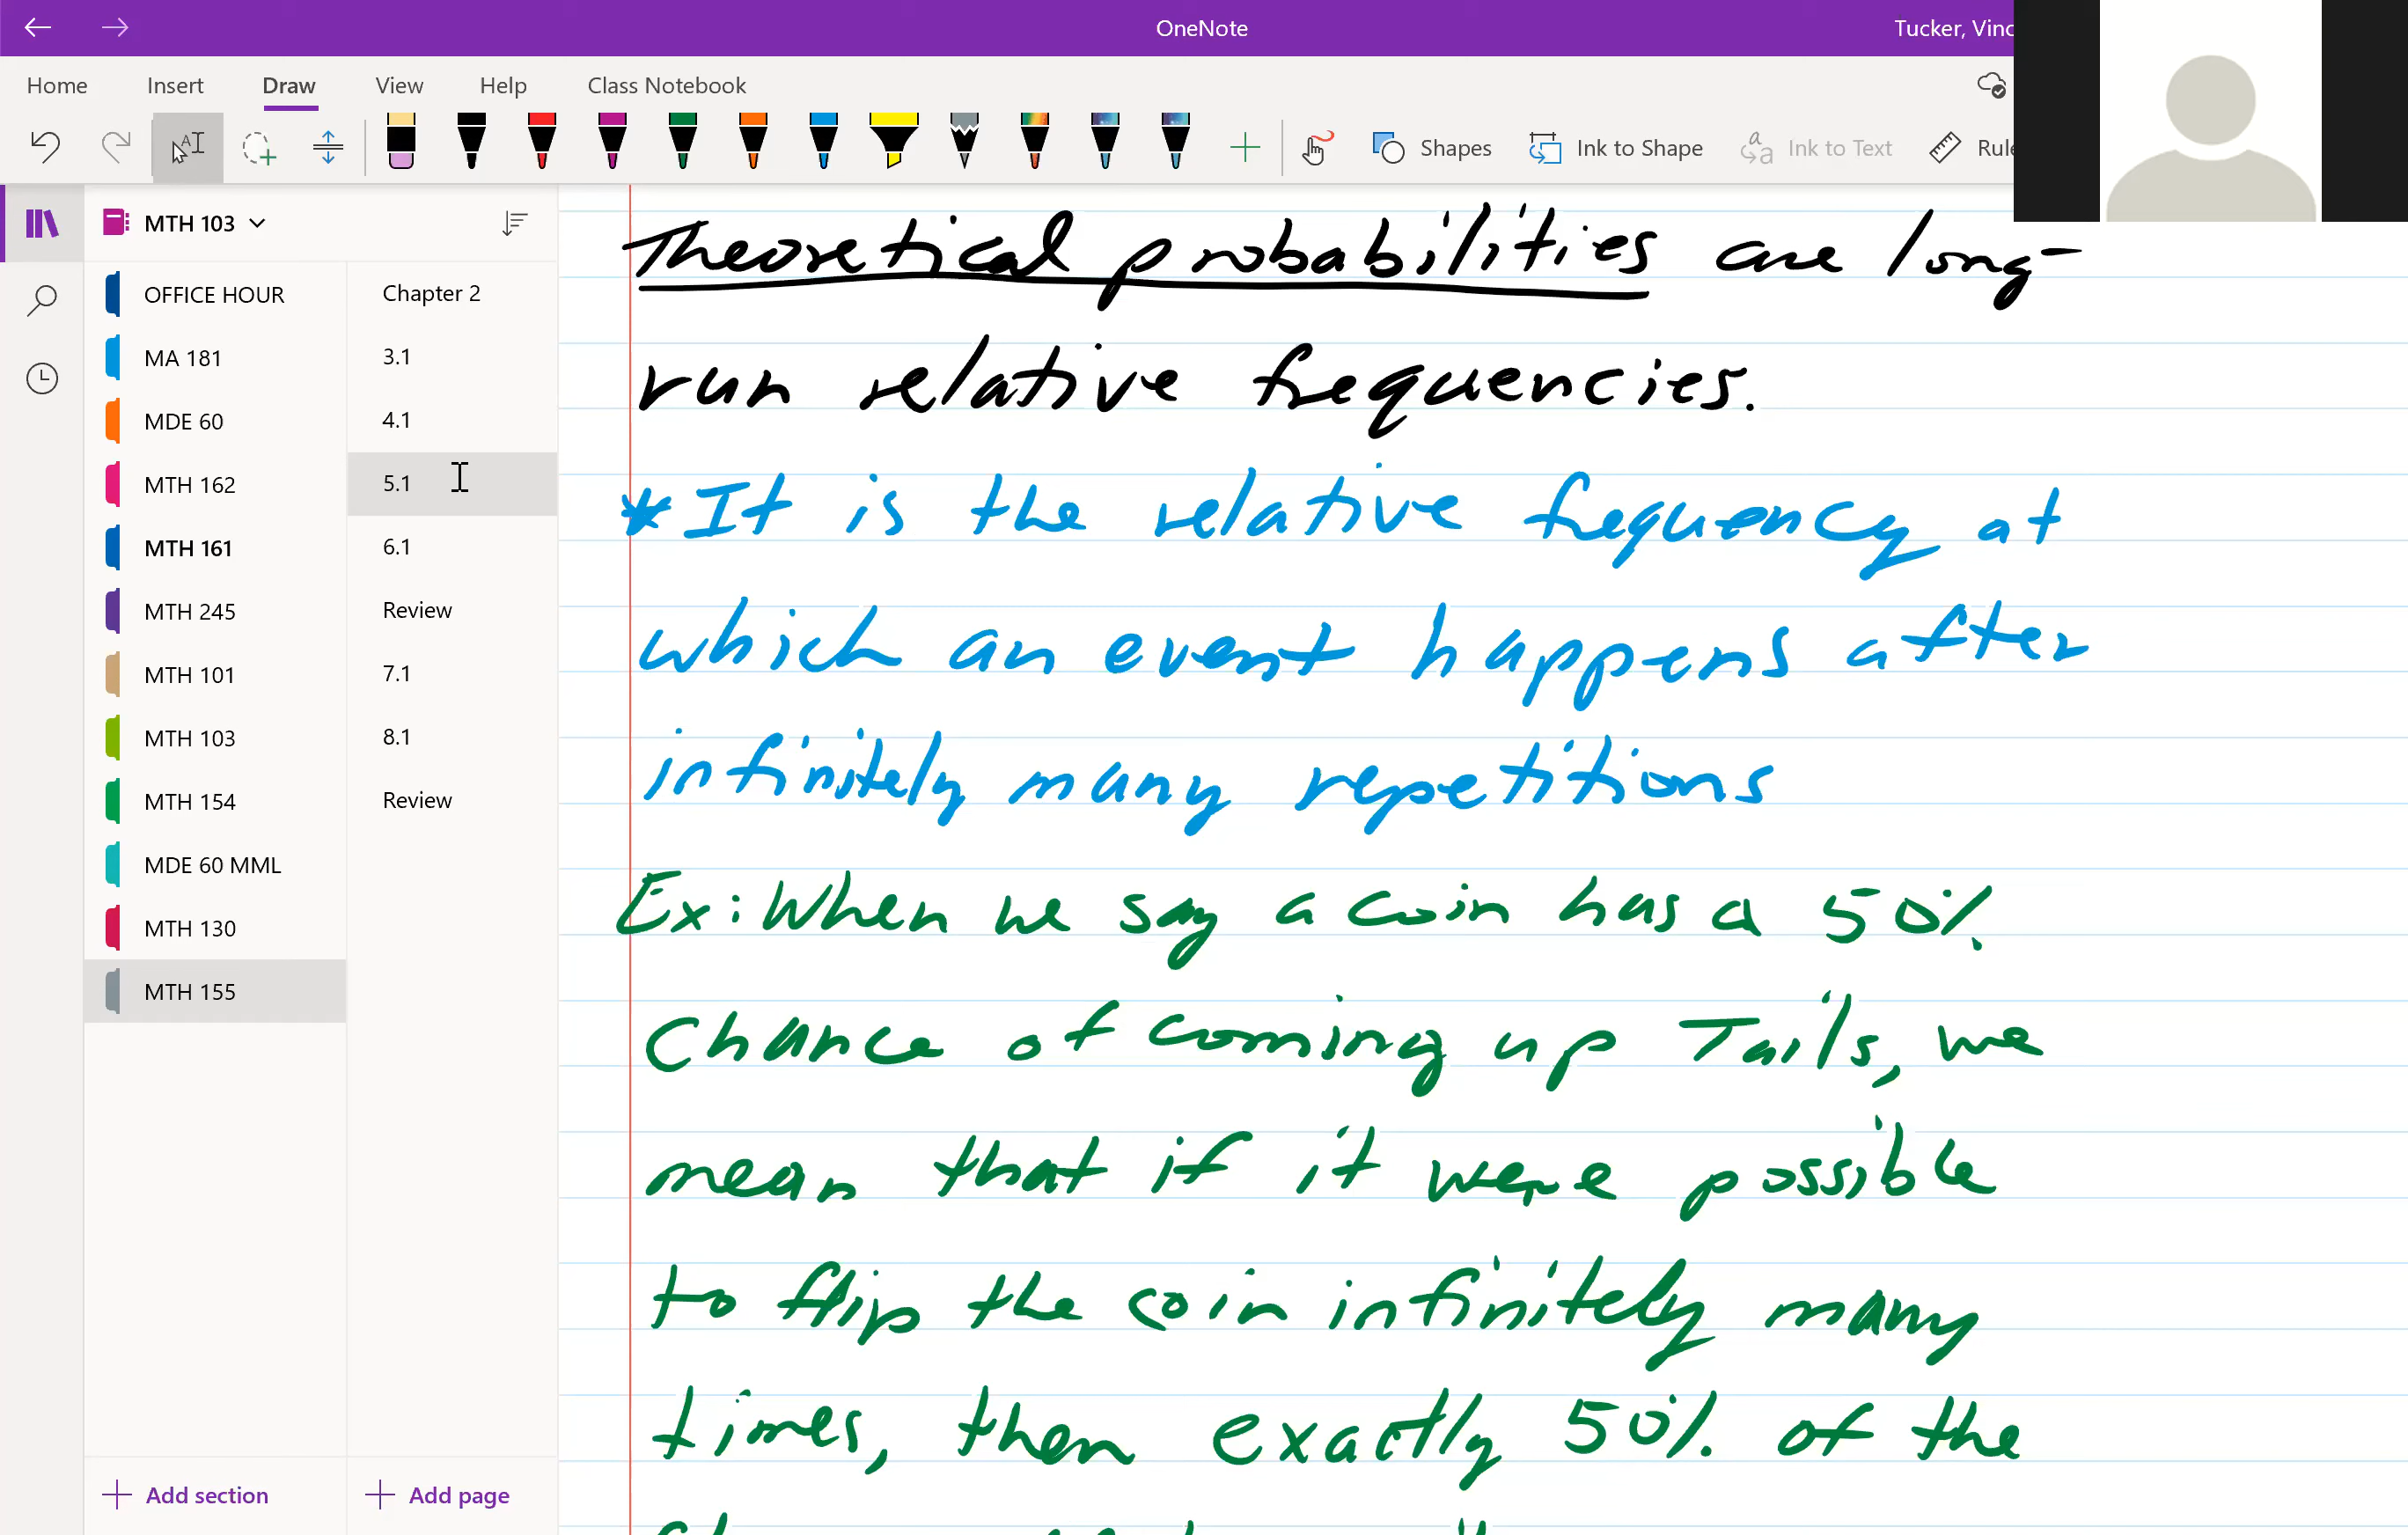 OneNote
Tucker, Vinc
Home Insert Draw View Help Class Notebook
Shapes Ink to Shape Ink to Text Rule
MTH 103
OFFICE HOUR
MA 181
MDE 60
MTH 162
MTH 161
MTH 245
MTH 101
MTH 103
MTH 154
MDE 60 MML
MTH 130
MTH 155
Add section
Chapter 2
3.1
4.1
5.1
6.1
Review
7.1
8.1
Review
Add page
Theoretical probabilities are long-
run relative frequencies.
*It is the relative frequency at
which an event happens after
infinitely many repetitions
Ex: When we say a coin has a 50%
chance of coming up Tails, we
mean that if it were possible
to flip the coin infinitely many
times, then exactly 50% of the